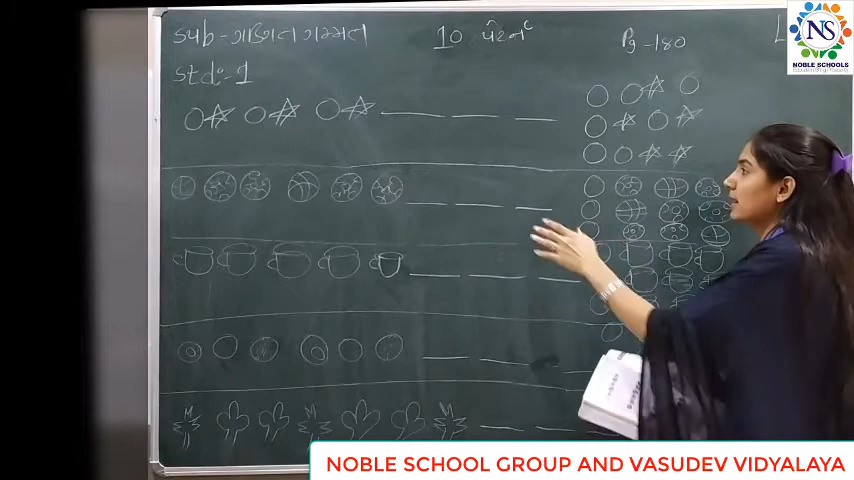 sub - ગણિત ગમ્મત 10 પેટર્ન Pg - 180
std:- 1
L
NS
NOBLE SCHOOLS
NOBLE SCHOOL GROUP AND VASUDEV VIDYALAYA